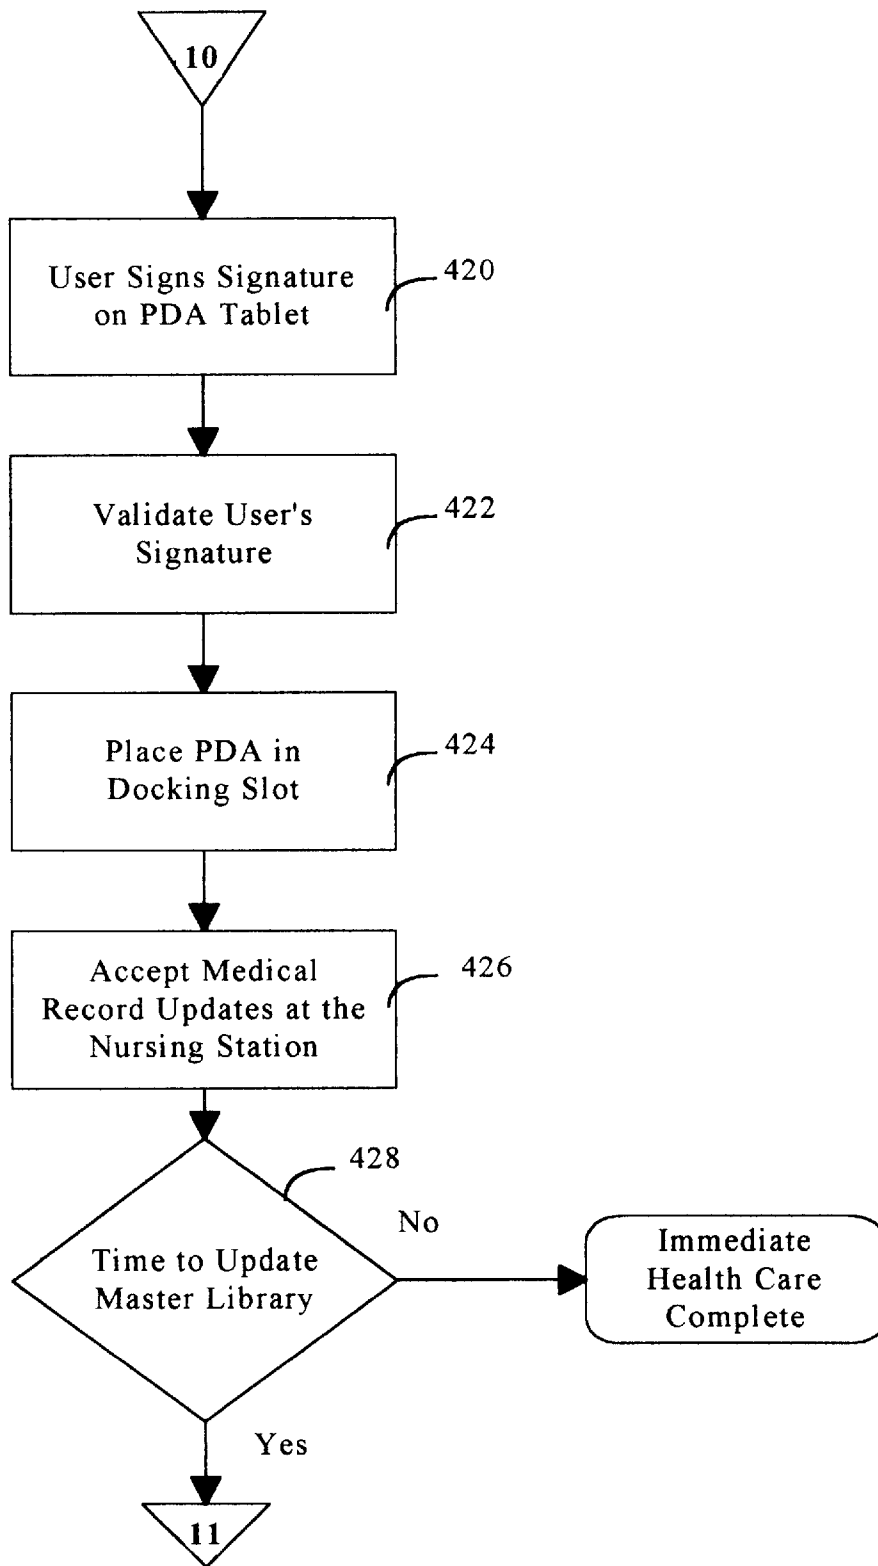 10
User Signs Signature
on PDA Tablet
420
Validate User's
Signature
422
Place PDA in
Docking Slot
424
Accept Medical
Record Updates at the
Nursing Station
426
428
Time to Update
Master Library
No
Immediate
Health Care
Complete
Yes
11